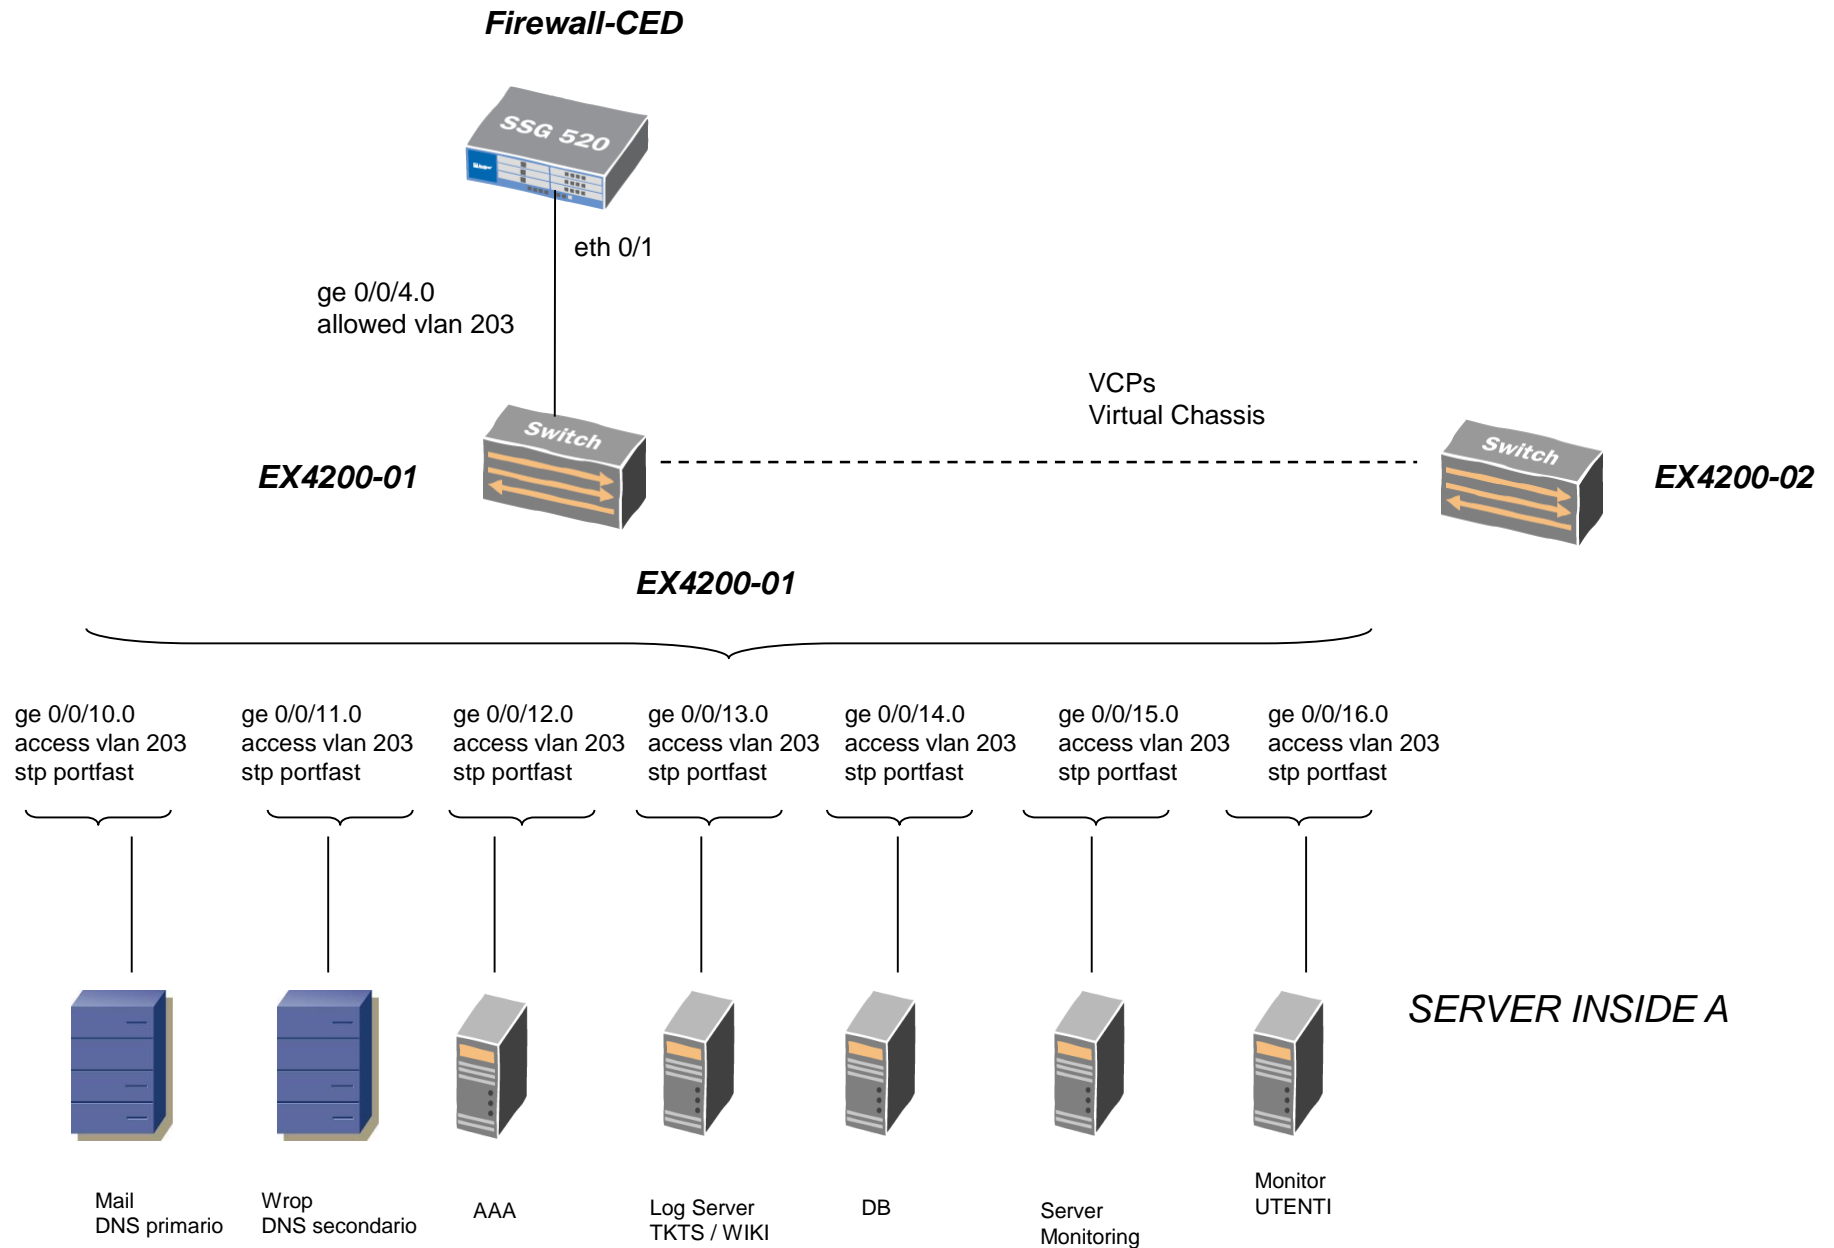 Firewall-CED
SSG 520
eth 0/1
ge 0/0/4.0
allowed vlan 203
VCPs
Virtual Chassis
Switch
Switch
EX4200-01
EX4200-02
EX4200-01
ge 0/0/10.0
access vlan 203
stp portfast
ge 0/0/11.0
access vlan 203
stp portfast
ge 0/0/12.0
access vlan 203
stp portfast
ge 0/0/13.0
access vlan 203
stp portfast
ge 0/0/14.0
access vlan 203
stp portfast
ge 0/0/15.0
access vlan 203
stp portfast
ge 0/0/16.0
access vlan 203
stp portfast
SERVER INSIDE A
Mail
DNS primario
Wrop
DNS secondario
AAA
Log Server
TKTS / WIKI
DB
Server
Monitoring
Monitor
UTENTI